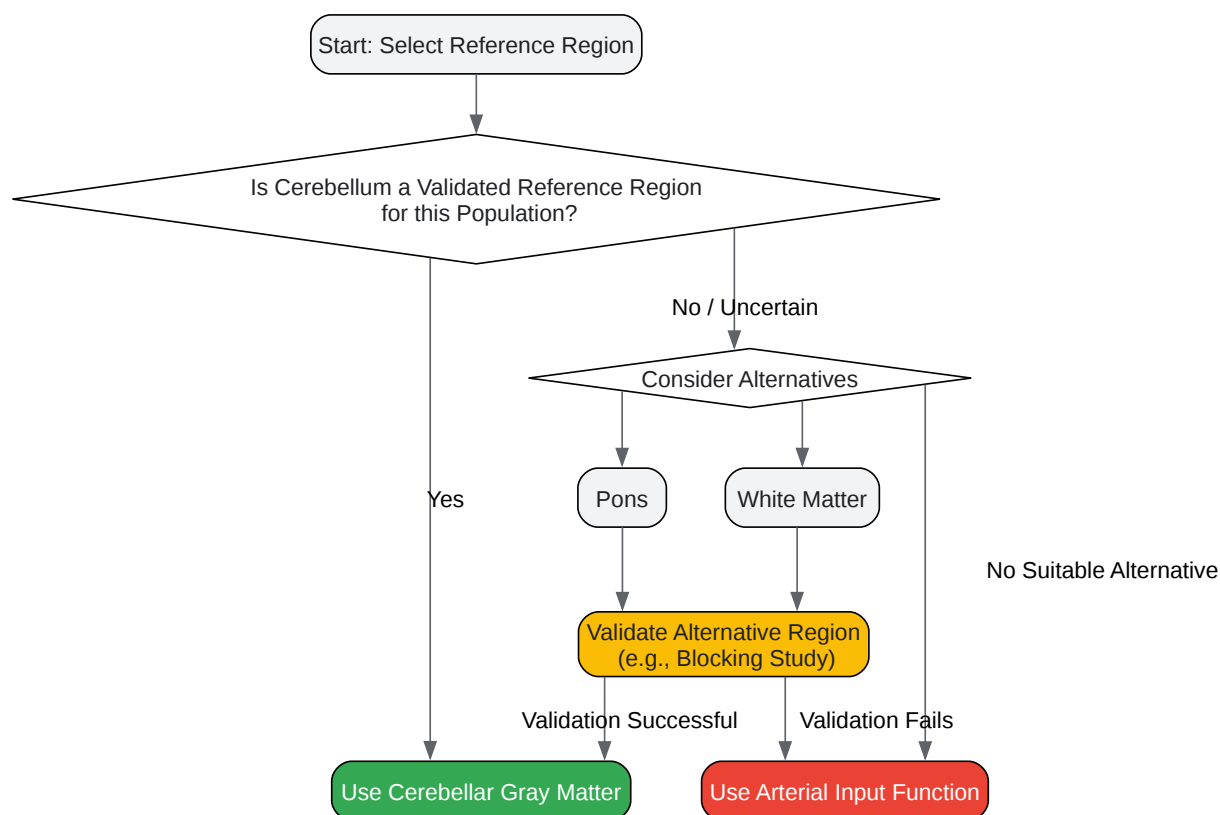 Start: Select Reference Region
Is Cerebellum a Validated Reference Region
for this Population?
No / Uncertain
Consider Alternatives
Yes
Pons
White Matter
No Suitable Alternative
Validate Alternative Region
(e.g., Blocking Study)
Validation Successful
Validation Fails
Use Cerebellar Gray Matter
Use Arterial Input Function